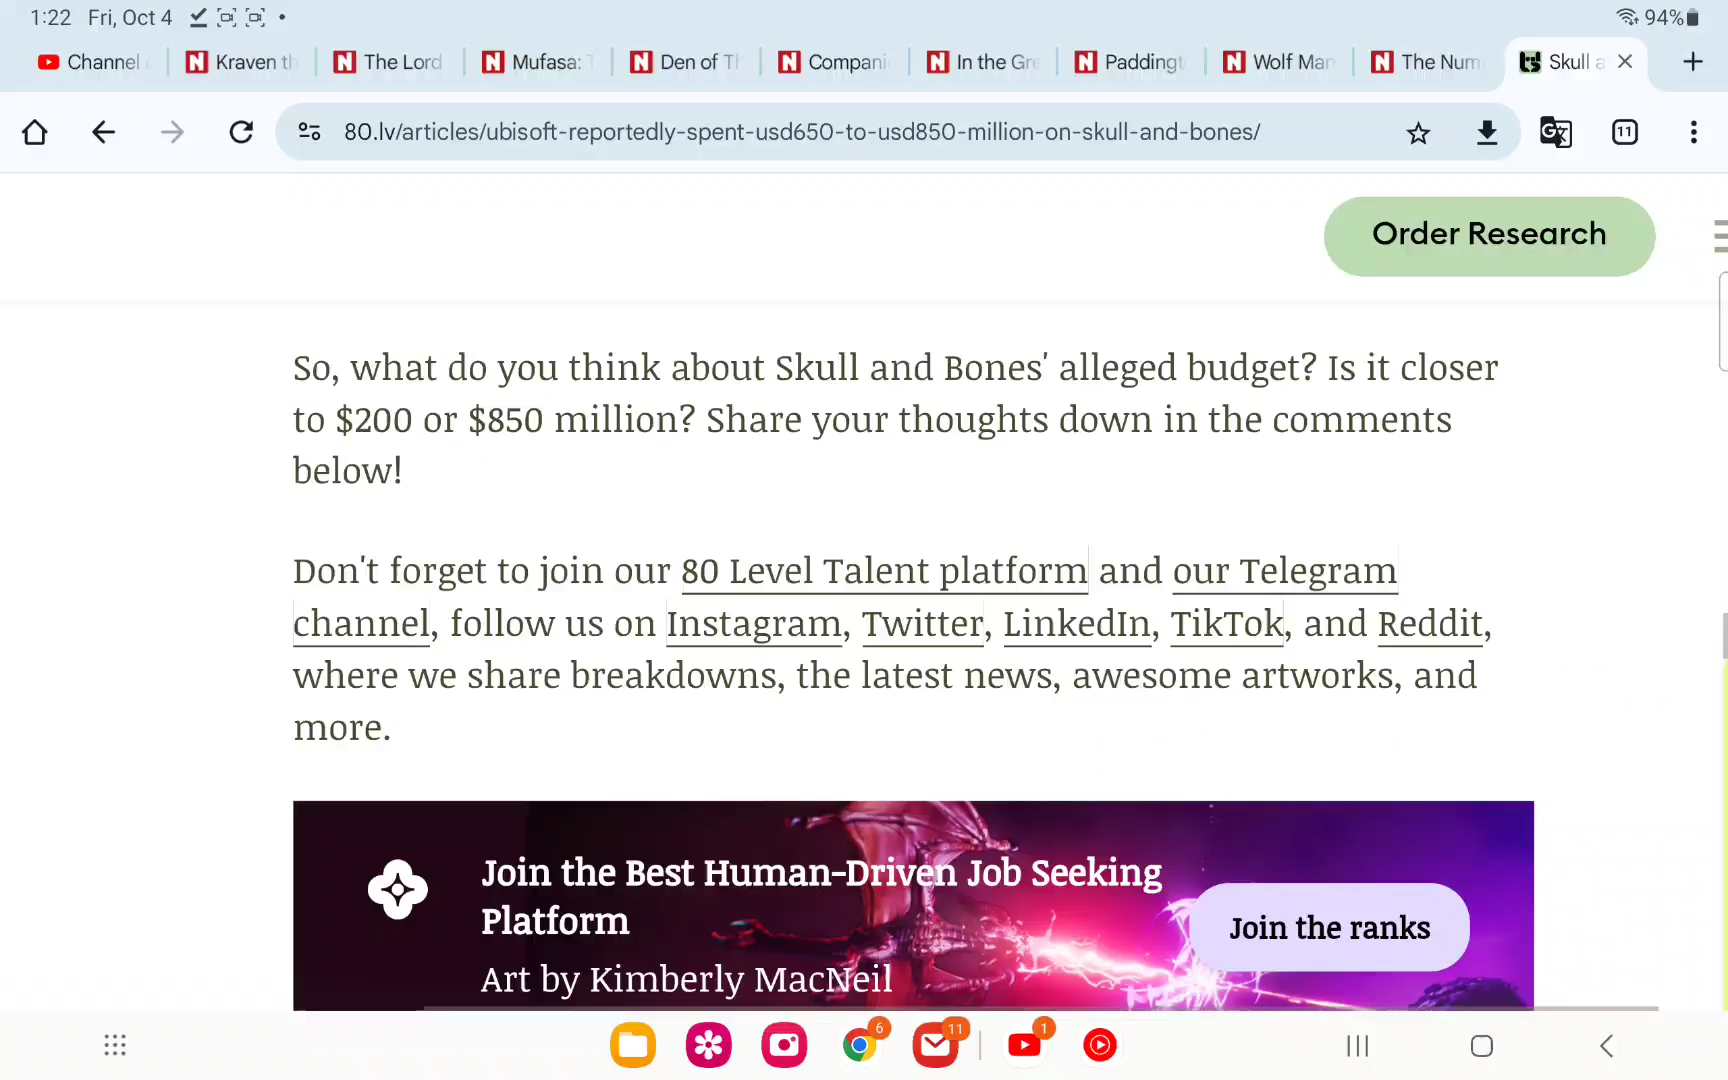 1:22 Fri, Oct 4
94%
Channel
Kraven th
The Lord
Mufasa: T
Den of Th
Compani
In the Gre
Paddingt
Wolf Man
The Num
Skull a
80.lv/articles/ubisoft-reportedly-spent-usd650-to-usd850-million-on-skull-and-bones/
11
Order Research
So, what do you think about Skull and Bones' alleged budget? Is it closer
to $200 or $850 million? Share your thoughts down in the comments
below!
Don't forget to join our 80 Level Talent platform and our Telegram
channel, follow us on Instagram, Twitter, LinkedIn, TikTok, and Reddit,
where we share breakdowns, the latest news, awesome artworks, and
more.
Join the Best Human-Driven Job Seeking
Platform
Art by Kimberly MacNeil
Join the ranks
6
11
1